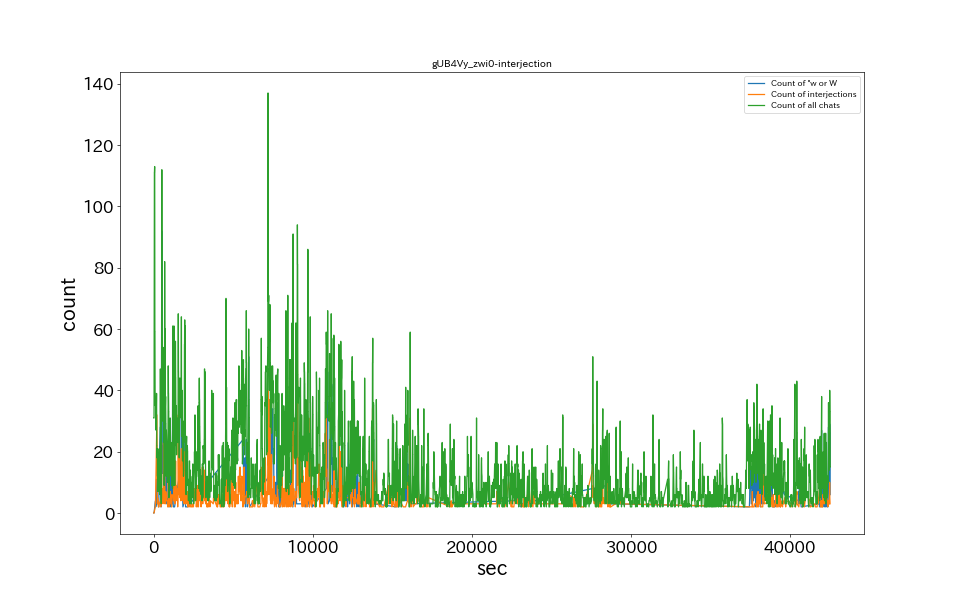 gUB4Vy_zwi0-interjection
Count of "w or W
Count of interjections
Count of all chats
140
120
100
80
60
40
20
0
count
0 10000 20000 30000 40000
sec